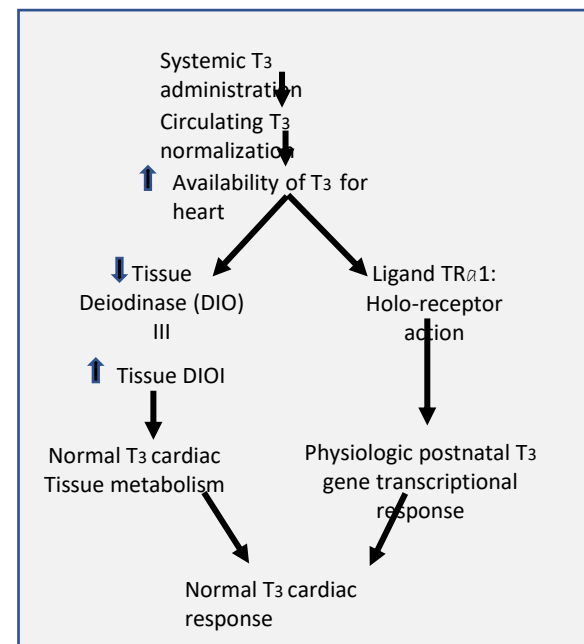 Systemic T3
administration
Circulating T3
normalization
Availability of T3 for
heart
Tissue
Deiodinase (DIO)
III
Tissue DIOI
Ligand TRα1:
Holo-receptor
action
Normal T3 cardiac
Tissue metabolism
Physiologic postnatal T3
gene transcriptional
response
Normal T3 cardiac
response